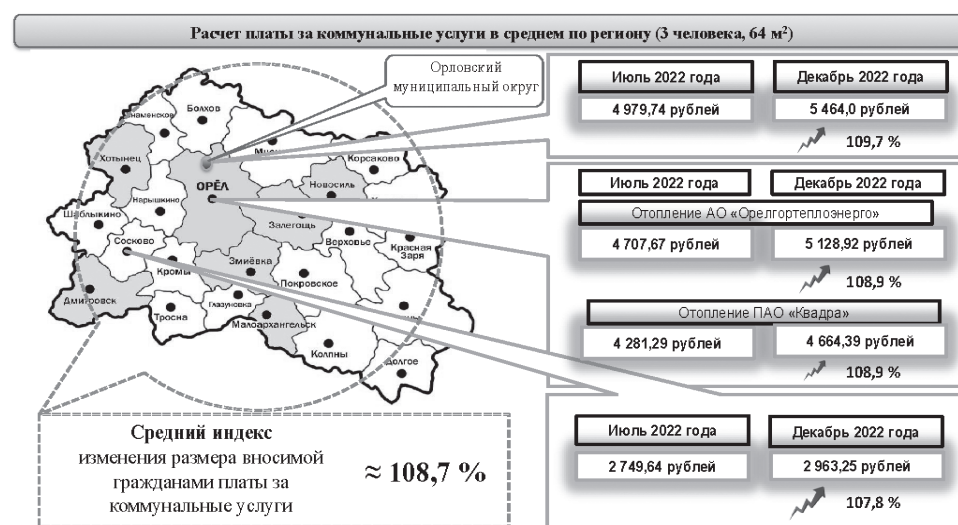 Расчет платы за коммунальные услуги в среднем по региону (3 человека, 64 м²)
Орловский
муниципальный округ
Июль 2022 года
Декабрь 2022 года
4 979,74 рублей
5 464,0 рублей
109,7 %
Июль 2022 года
Декабрь 2022 года
Отопление АО «Орелгортеплоэнерго»
4 707,67 рублей
5 128,92 рублей
108,9 %
Отопление ПАО «Квадра»
4 281,29 рублей
4 664,39 рублей
108,9 %
Июль 2022 года
Декабрь 2022 года
2 749,64 рублей
2 963,25 рублей
107,8 %
Болхов
Хотынец
Корсаково
ОРЁЛ
Новосиль
Нарышкино
Шаблыкино
Залегощь
Сосково
Верховье
Красная
Заря
Кромы
Змиёвка
Покровское
Дмитровск
Глазуновка
Тросна
Малоархангельск
Колпны
Долгое
Средний индекс
изменения размера вносимой
гражданами платы за
коммунальные услуги
≈ 108,7 %